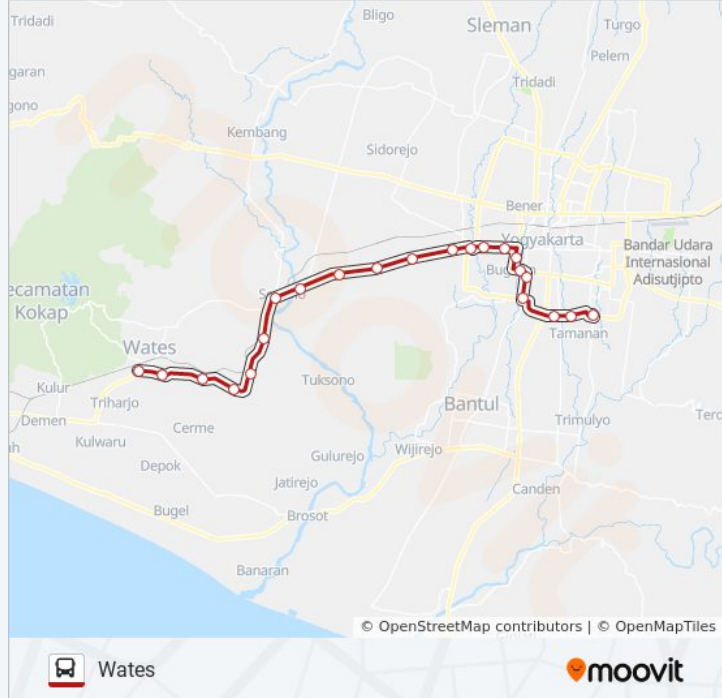 Bligo
Sleman
Turgo
Tridadi
Pelem
garan
Tridadi
gono
Kembang
Sidorejo
Bener
Yogyakarta
Bandar Udara
Internasional
Adisutjipto
ecamatan
Kokap
Wates
Tamanan
Kulur
Tuksono
Triharjo
Bantul
Demen
Cerme
Trimulyo
Kulwaru
Gulurejo
Wijirejo
Depok
Jatirejo
Canden
Bugel
Brosot
Banaran
© OpenStreetMap contributors | © OpenMapTiles
Wates
moovit